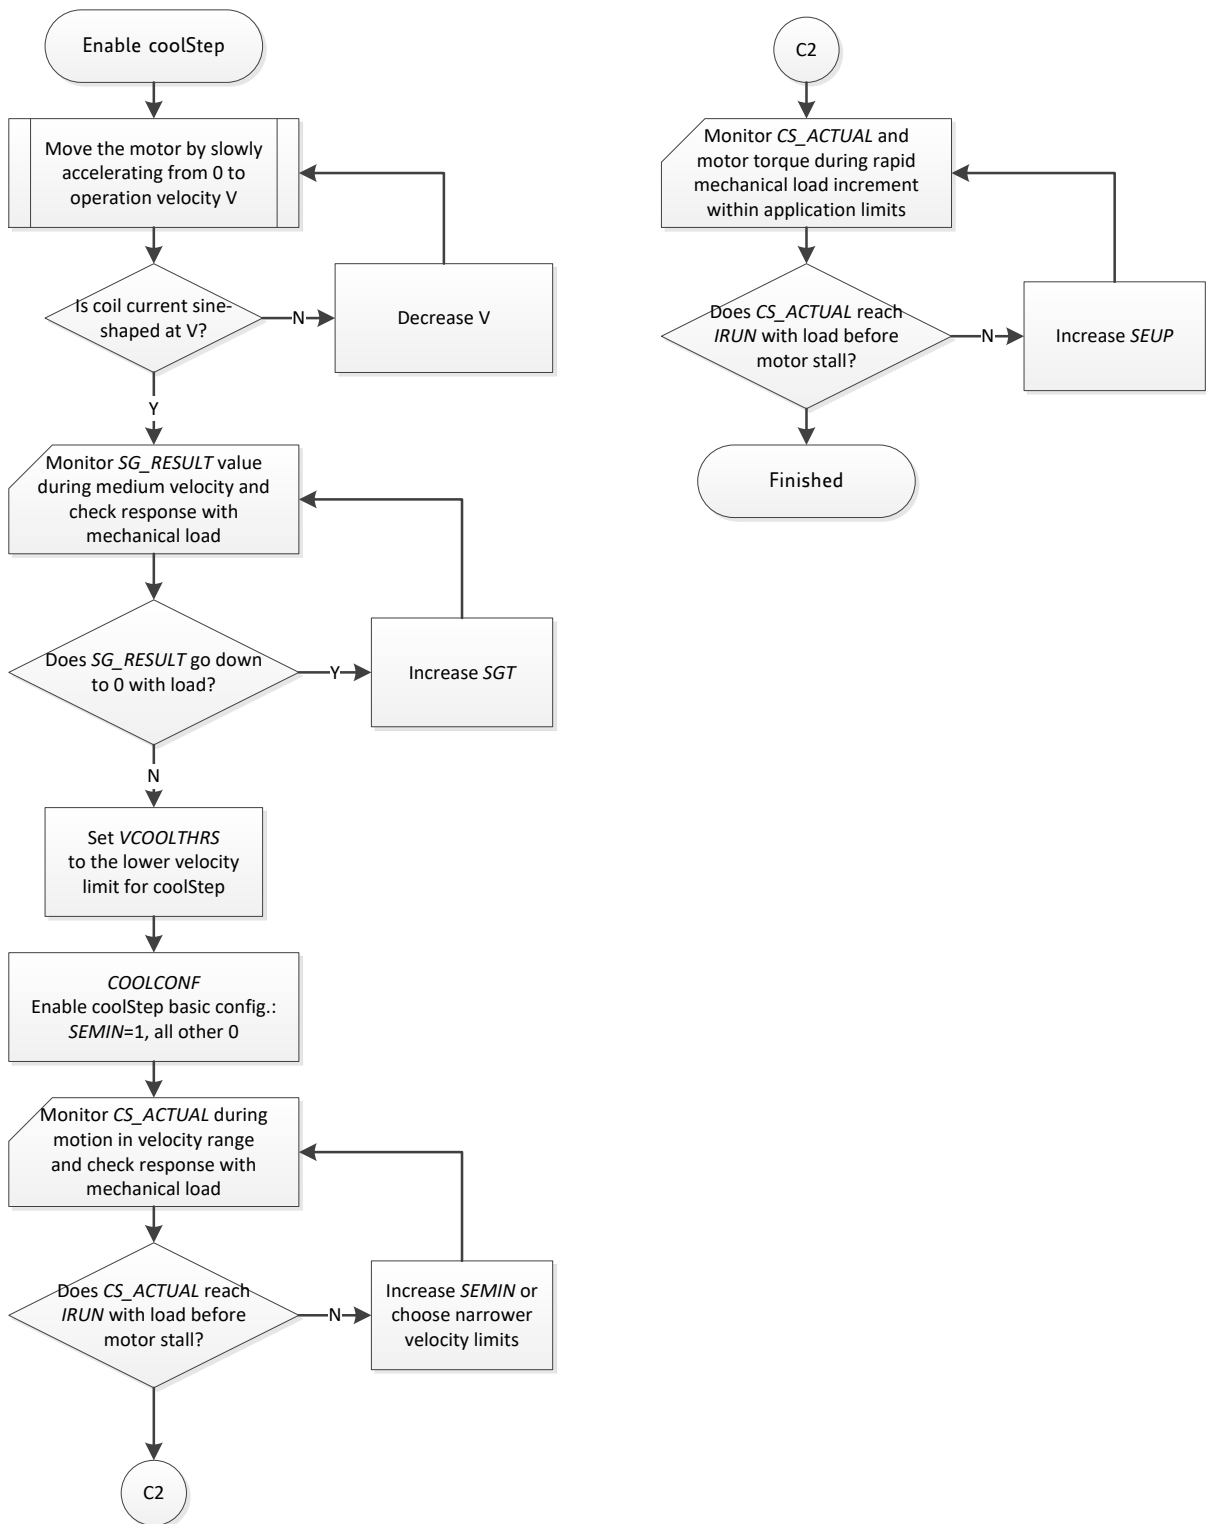 Enable coolStep
Move the motor by slowly
accelerating from 0 to
operation velocity V
Is coil current sine-
shaped at V?
N
Decrease V
Y
Monitor SG_RESULT value
during medium velocity and
check response with
mechanical load
Does SG_RESULT go down
to 0 with load?
Y
Increase SGT
N
Set VCOOLTHRS
to the lower velocity
limit for coolStep
COOLCONF
Enable coolStep basic config.:
SEMIN=1, all other 0
Monitor CS_ACTUAL during
motion in velocity range
and check response with
mechanical load
Does CS_ACTUAL reach
IRUN with load before
motor stall?
N
Increase SEMIN or
choose narrower
velocity limits
C2
C2
Monitor CS_ACTUAL and
motor torque during rapid
mechanical load increment
within application limits
Does CS_ACTUAL reach
IRUN with load before
motor stall?
N
Increase SEUP
Finished